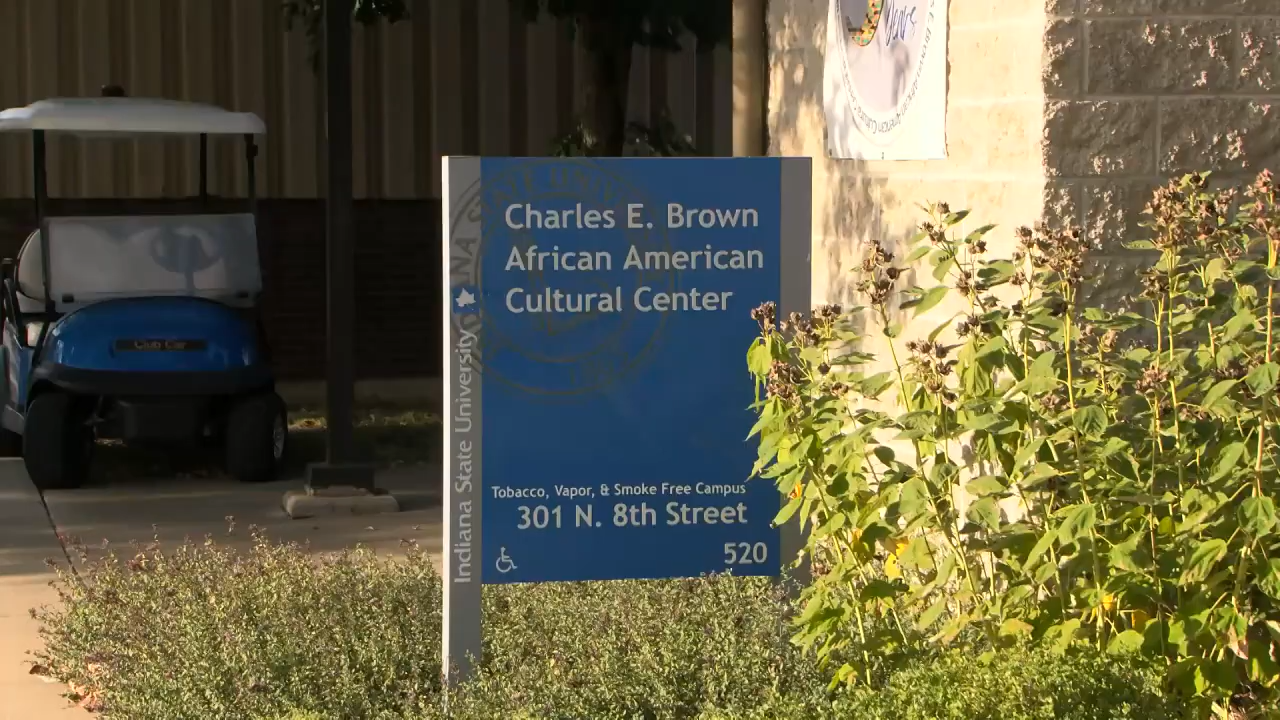 Years
Charles E. Brown
African American
Cultural Center
Indiana State University
Club Car
Tobacco, Vapor, & Smoke Free Campus
301 N. 8th Street
520